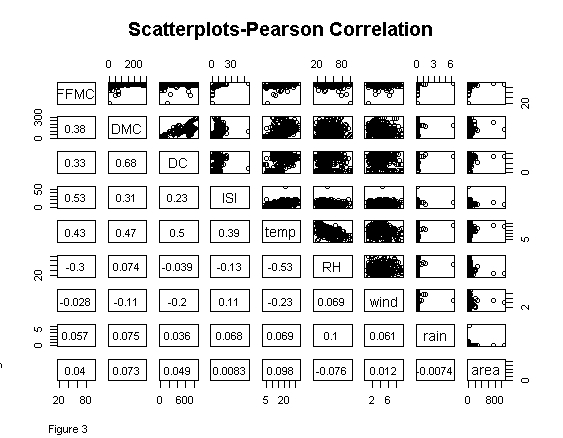 Scatterplots-Pearson Correlation
0 200 0 30 20 80 0 3 6
FFMC 20
0 300 0.38 DMC
0.33 0.68 DC 0
0 50 0.53 0.31 0.23 ISI
0.43 0.47 0.5 0.39 temp 5
20 -0.3 0.074 -0.039 -0.13 -0.53 RH
-0.028 -0.11 -0.2 0.11 -0.23 0.069 wind 2
0 5 0.057 0.075 0.036 0.068 0.069 0.1 0.061 rain
0.04 0.073 0.049 0.0083 0.098 -0.076 0.012 -0.0074 area 0
20 80 0 600 5 20 2 6 0 800
Figure 3